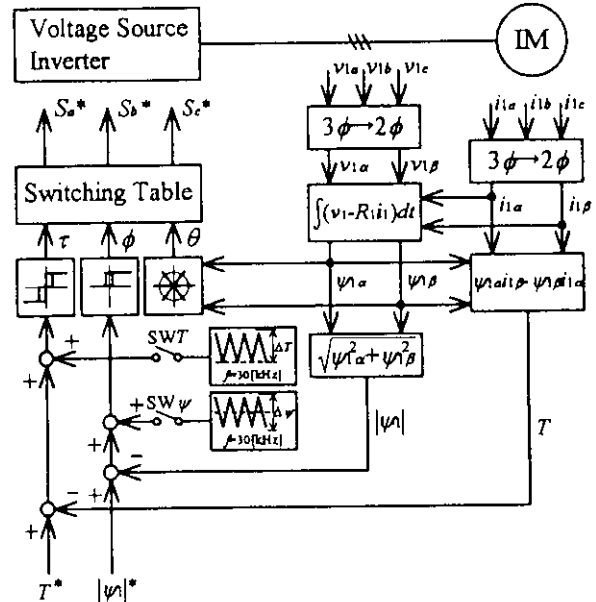 Voltage Source
Inverter
IM
v1a v1b v1c
i1a i1b i1c
Sa* Sb* Sc*
3ϕ→2ϕ
3ϕ→2ϕ
v1α v1β
Switching Table
∫(v1-R1i1)dt
i1α i1β
τ ϕ θ
ψ1α ψ1β
ψ1αi1β-ψ1βi1α
SWT
ΔT
f=30[kHz]
√ψ1²α+ψ1²β
+ +
+ SWψ
Δψ
f=30[kHz]
+ +
|ψ1|
T
−
+
−
+
T* |ψ1|*